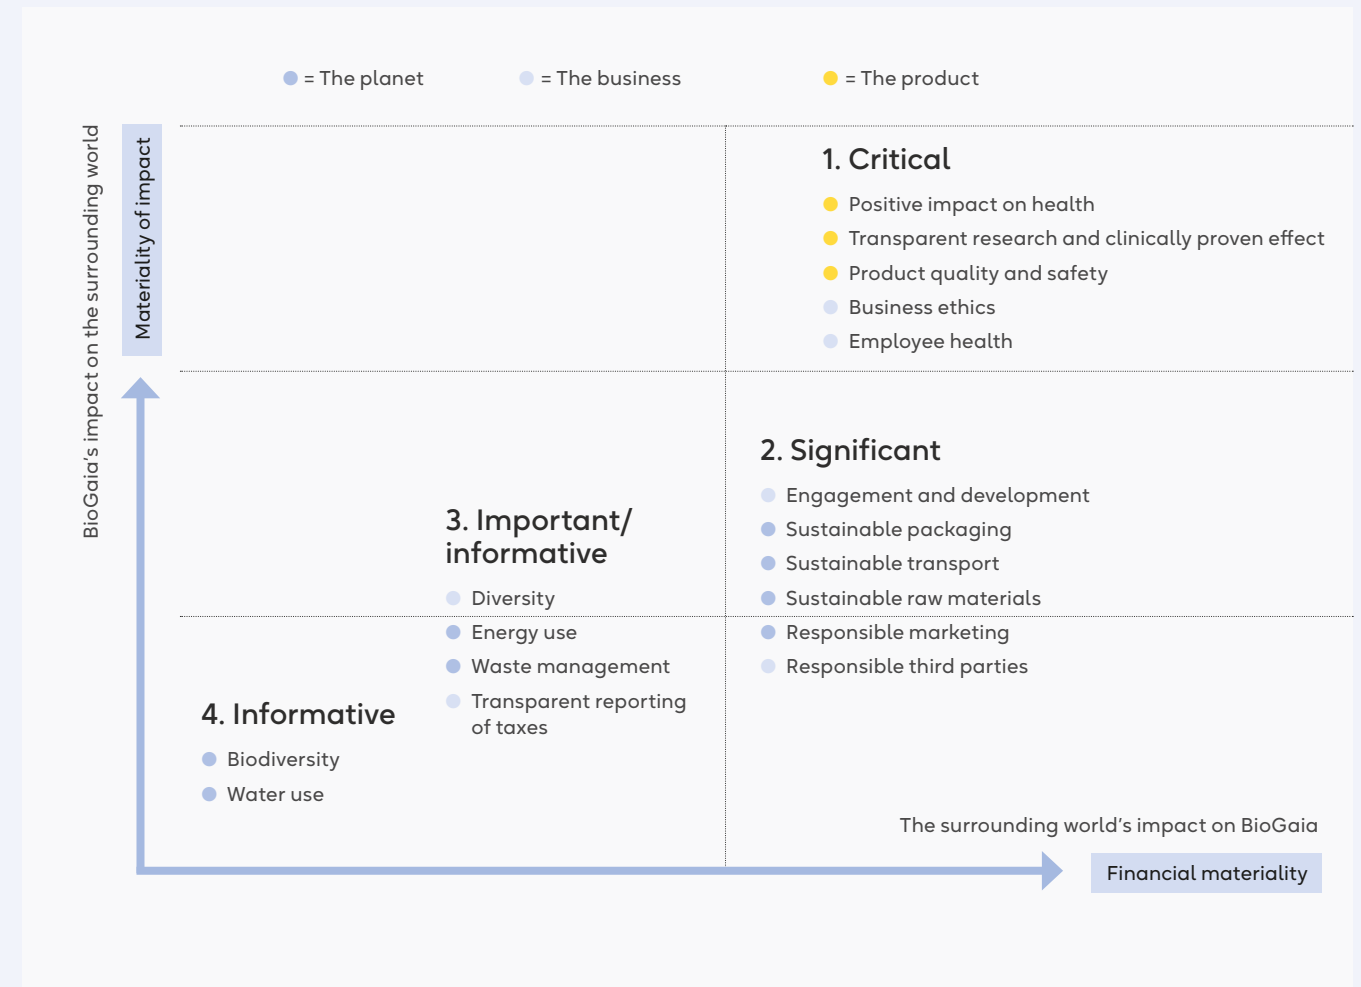 = The planet
= The business
= The product
BioGaia's impact on the surrounding world
Materiality of impact
1. Critical
Positive impact on health
Transparent research and clinically proven effect
Product quality and safety
Business ethics
Employee health
2. Significant
Engagement and development
Sustainable packaging
Sustainable transport
Sustainable raw materials
Responsible marketing
Responsible third parties
3. Important/
informative
Diversity
Energy use
Waste management
Transparent reporting
of taxes
4. Informative
Biodiversity
Water use
The surrounding world's impact on BioGaia
Financial materiality